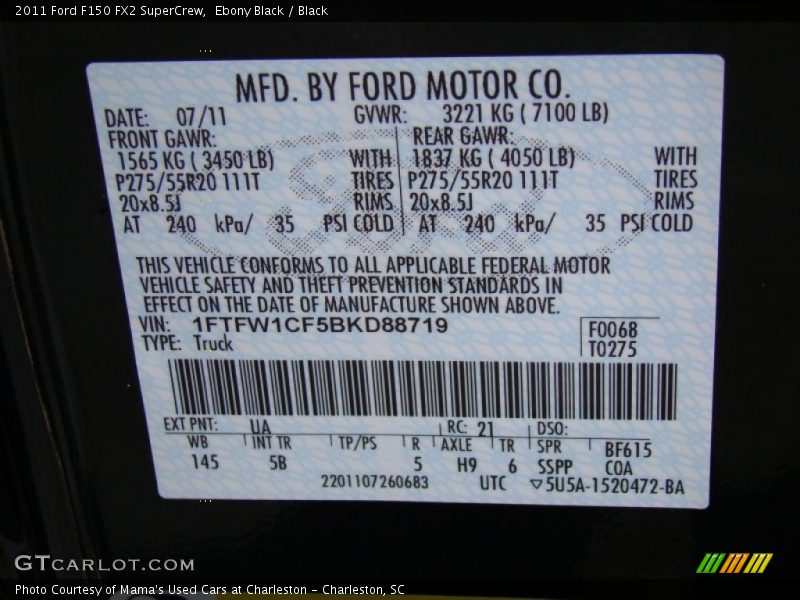 2011 Ford F150 FX2 SuperCrew, Ebony Black / Black
MFD. BY FORD MOTOR CO.
DATE: 07/11 GVWR: 3221 KG ( 7100 LB)
FRONT GAWR: REAR GAWR:
1565 KG ( 3450 LB) WITH 1837 KG ( 4050 LB) WITH
P275/55R20 111T TIRES P275/55R20 111T TIRES
20x8.5J RIMS 20x8.5J RIMS
AT 240 kPa/ 35 PSI COLD AT 240 kPa/ 35 PSI COLD
THIS VEHICLE CONFORMS TO ALL APPLICABLE FEDERAL MOTOR
VEHICLE SAFETY AND THEFT PREVENTION STANDARDS IN
EFFECT ON THE DATE OF MANUFACTURE SHOWN ABOVE.
VIN: 1FTFW1CF5BKD88719 F0068
TYPE: Truck T0275
EXT PNT: UA RC: 21 DSO:
WB INT TR TP/PS R AXLE TR SPR BF615
145 5B 5 H9 6 SSPP COA
2201107260683 UTC ▽5U5A-1520472-BA
GTCARLOT.COM
Photo Courtesy of Mama's Used Cars at Charleston - Charleston, SC